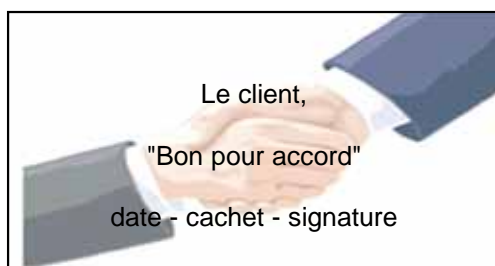 Le client,
"Bon pour accord"
date - cachet - signature